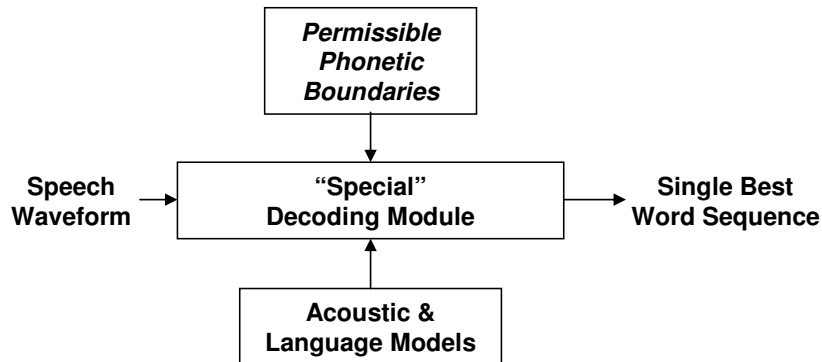 Permissible
Phonetic
Boundaries
Speech
Waveform
“Special”
Decoding Module
Single Best
Word Sequence
Acoustic &
Language Models